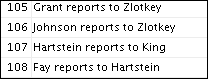 105 Grant reports to Zlotkey
106 Johnson reports to Zlotkey
107 Hartstein reports to King
108 Fay reports to Hartstein